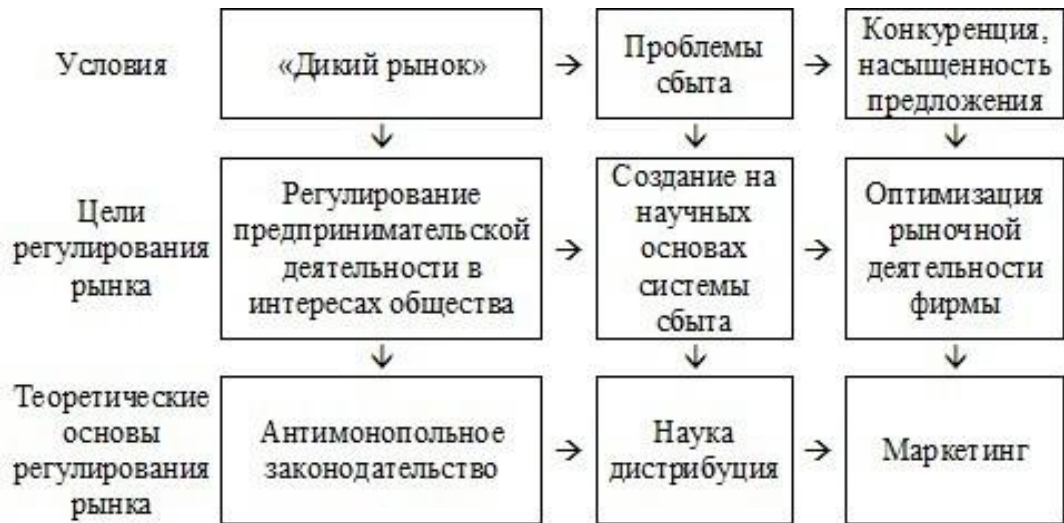 Условия
«Дикий рынок»
→
Проблемы
сбыта
→
Конкуренция,
насыщенность
предложения
↓
↓
↓
Цели
регулирования
рынка
Регулирование
предпринимательской
деятельности в
интересах общества
→
Создание на
научных
основах
системы
сбыта
→
Оптимизация
рыночной
деятельности
фирмы
↓
↓
↓
Теоретические
основы
регулирования
рынка
Антимонопольное
законодательство
→
Наука
дистрибуция
→
Маркетинг